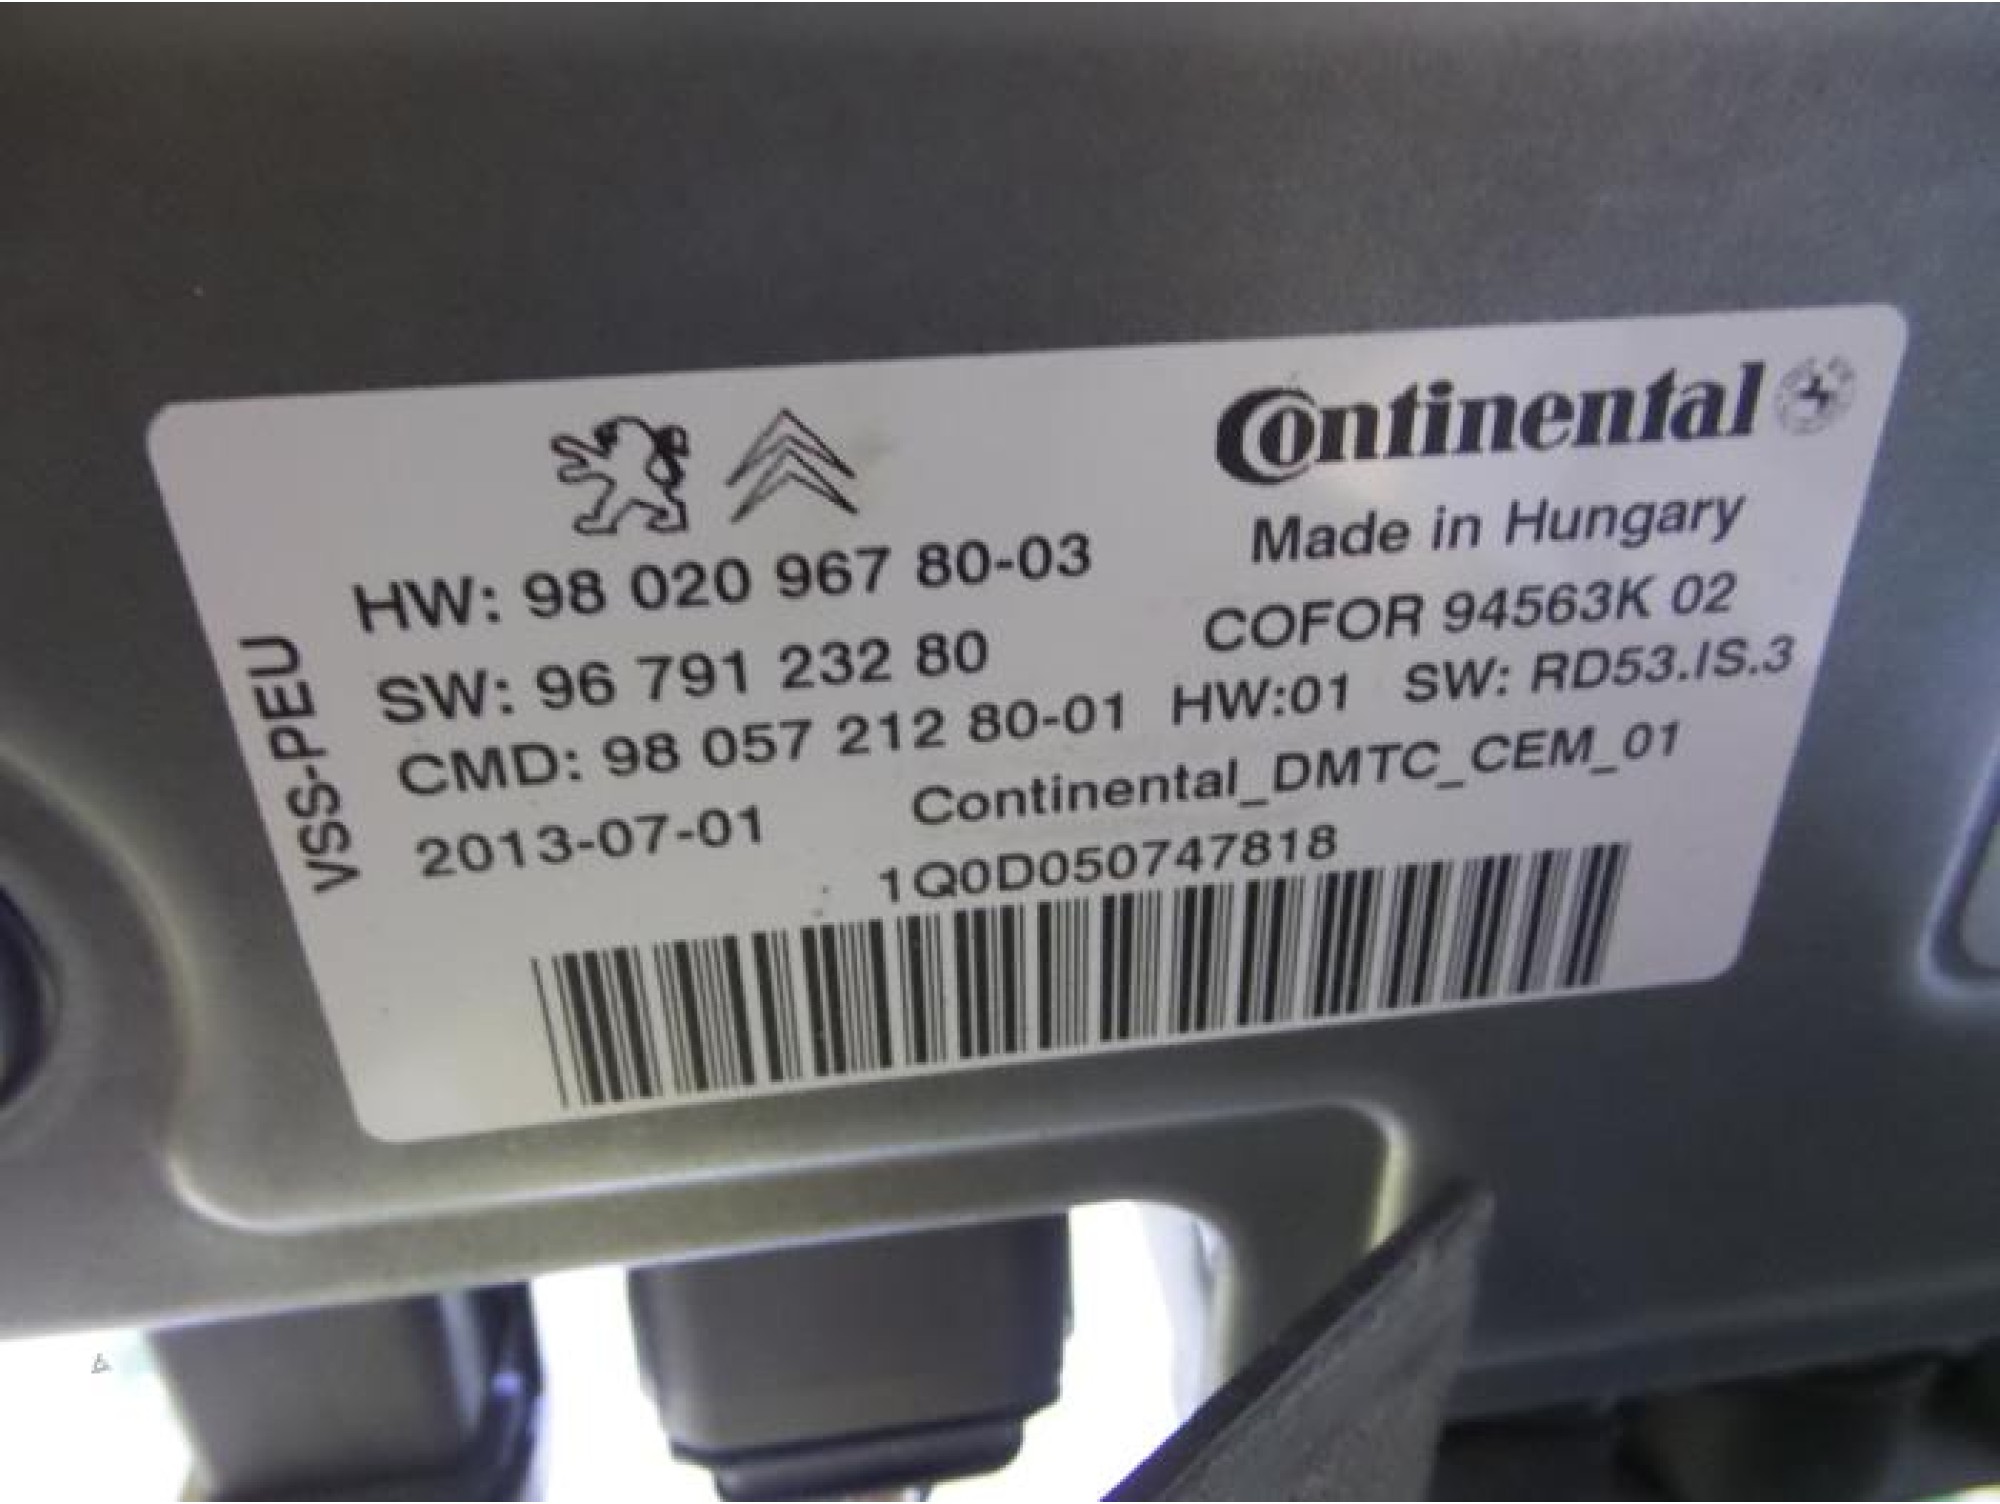 Continental
Made in Hungary
HW: 98 020 967 80-03
COFOR 94563K 02
SW: 96 791 232 80
CMD: 98 057 212 80-01 HW:01 SW: RD53.IS.3
2013-07-01 Continental_DMTC_CEM_01
1Q0D050747818
VSS-PEU